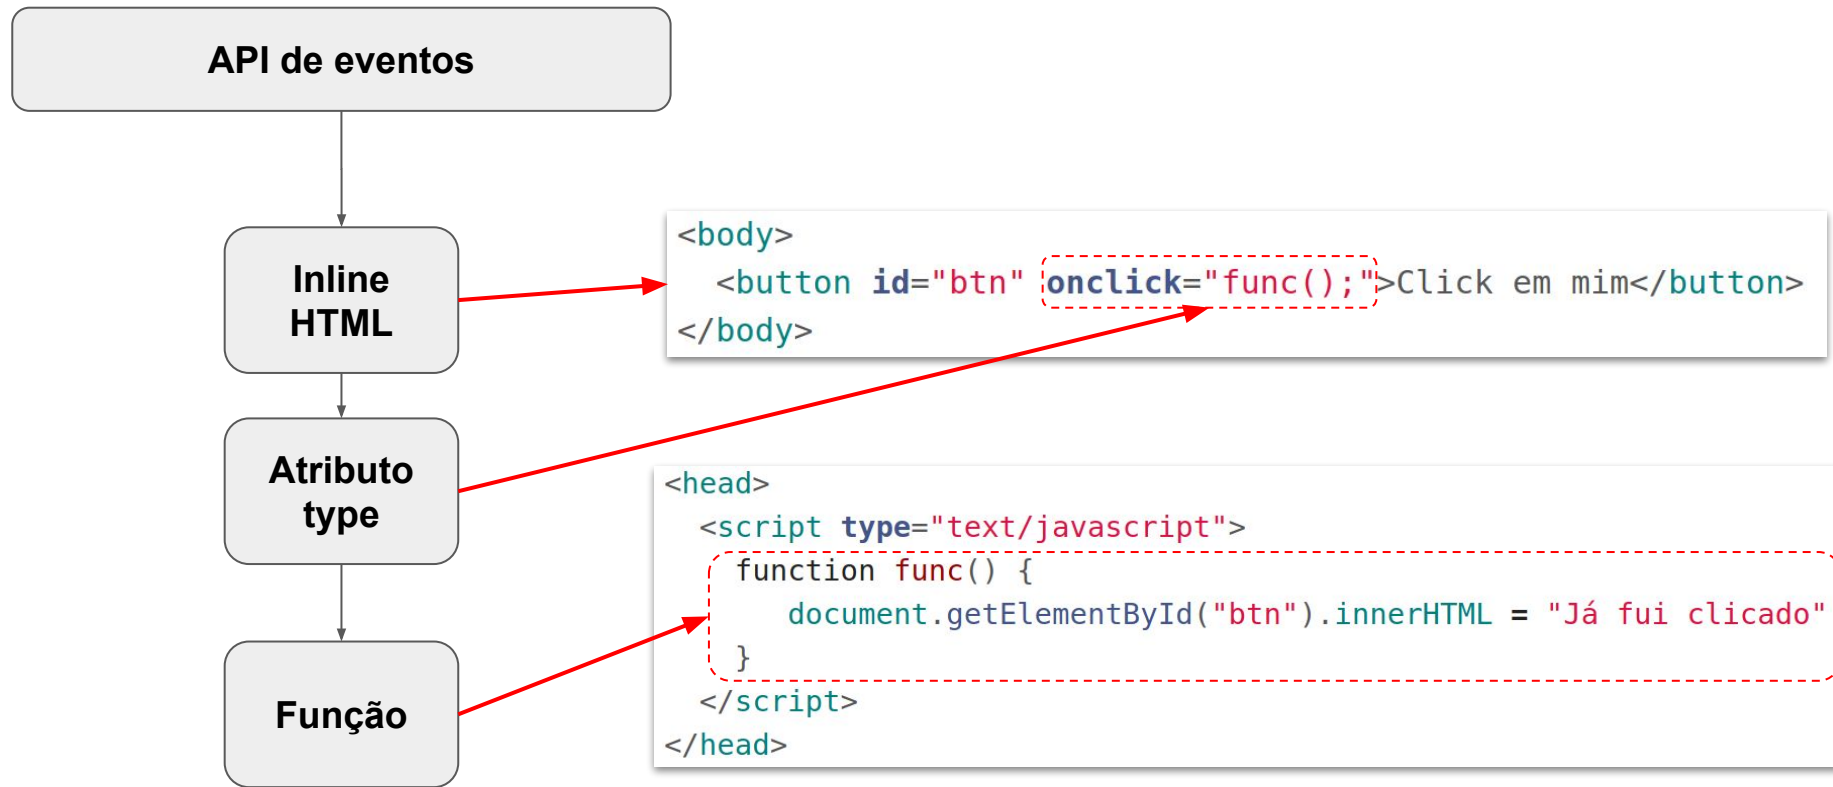 API de eventos
Inline
HTML
<body>
<button id="btn" onclick="func();">Click em mim</button>
</body>
Atributo
type
<head>
<script type="text/javascript">
function func() {
document.getElementById("btn").innerHTML = "Já fui clicado"
}
</script>
</head>
Função